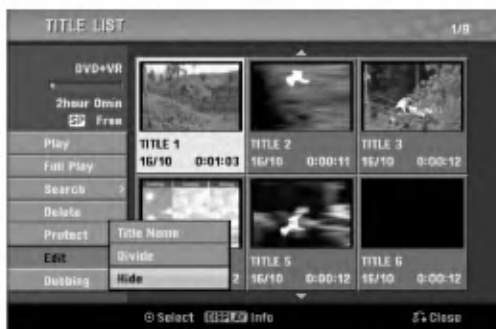 TITLE LIST
1/9
DVD+VR
2hour 0min
EP Free
Play
Full Play
Search >
Delete
Protect
Edit
Dubbing
Title Name
Divide
Hide
TITLE 1
16/10 0:01:03
TITLE 2
16/10 0:00:11
TITLE 3
16/10 0:00:12
2
TITLE 5
16/10 0:00:12
TITLE 6
16/10 0:00:12
Select DISPLAY Info
Close